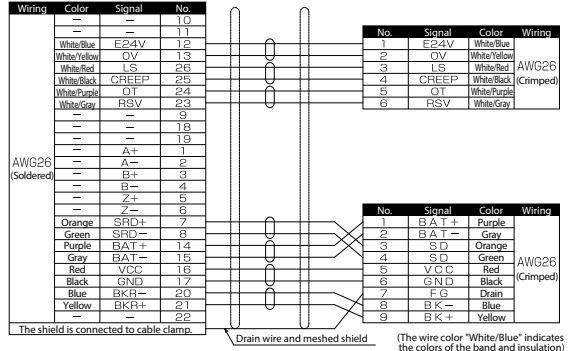 Wiring Color Signal No.
— — 10
— — 11
White/Blue E24V 12
White/Yellow 0V 13
White/Red LS 26
White/Black CREEP 25
White/Purple OT 24
White/Gray RSV 23
— — 9
— — 18
— — 19
— A+ 1
AWG26 (Soldered)
— A− 2
— B+ 3
— B− 4
— Z+ 5
— Z− 6
Orange SRD+ 7
Green SRD− 8
Purple BAT+ 14
Gray BAT− 15
Red VCC 16
Black GND 17
Blue BKR− 20
Yellow BKR+ 21
— — 22
The shield is connected to cable clamp.
Drain wire and meshed shield
No. Signal Color Wiring
1 E24V White/Blue
2 0V White/Yellow
3 LS White/Red
4 CREEP White/Black
5 OT White/Purple
6 RSV White/Gray
AWG26 (Crimped)
No. Signal Color Wiring
1 BAT+ Purple
2 BAT− Gray
3 SD Orange
4 SD Green
5 VCC Red
6 GND Black
7 FG Drain
8 BK− Blue
9 BK+ Yellow
AWG26 (Crimped)
(The wire color "White/Blue" indicates
the colors of the band and insulation)